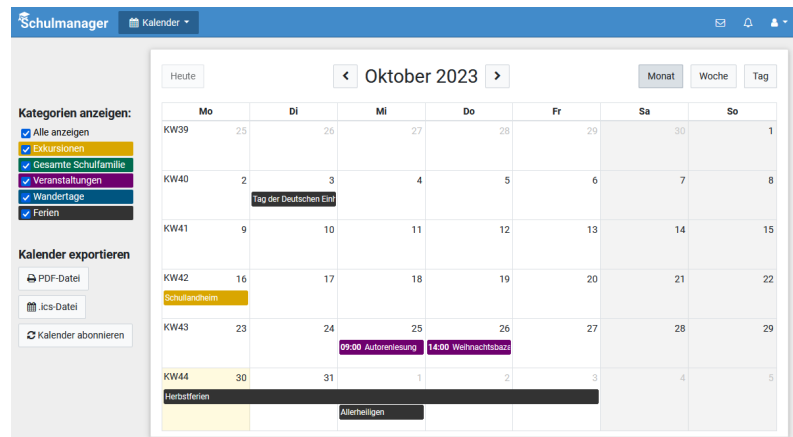 Schulmanager
Kalender
Heute
Oktober 2023
Monat
Woche
Tag
Kategorien anzeigen:
Alle anzeigen
Exkursionen
Gesamte Schulfamilie
Veranstaltungen
Wandertage
Ferien
Kalender exportieren
PDF-Datei
.ics-Datei
Kalender abonnieren
Mo Di Mi Do Fr Sa So
KW39 25 26 27 28 29 30 1
KW40 2 3 4 5 6 7 8
Tag der Deutschen Einh
KW41 9 10 11 12 13 14 15
KW42 16 17 18 19 20 21 22
Schullandheim
KW43 23 24 25 26 27 28 29
09:00 Autorenlesung 14:00 Weihnachtsbaza
KW44 30 31 1 2 3 4 5
Herbstferien
Allerheiligen